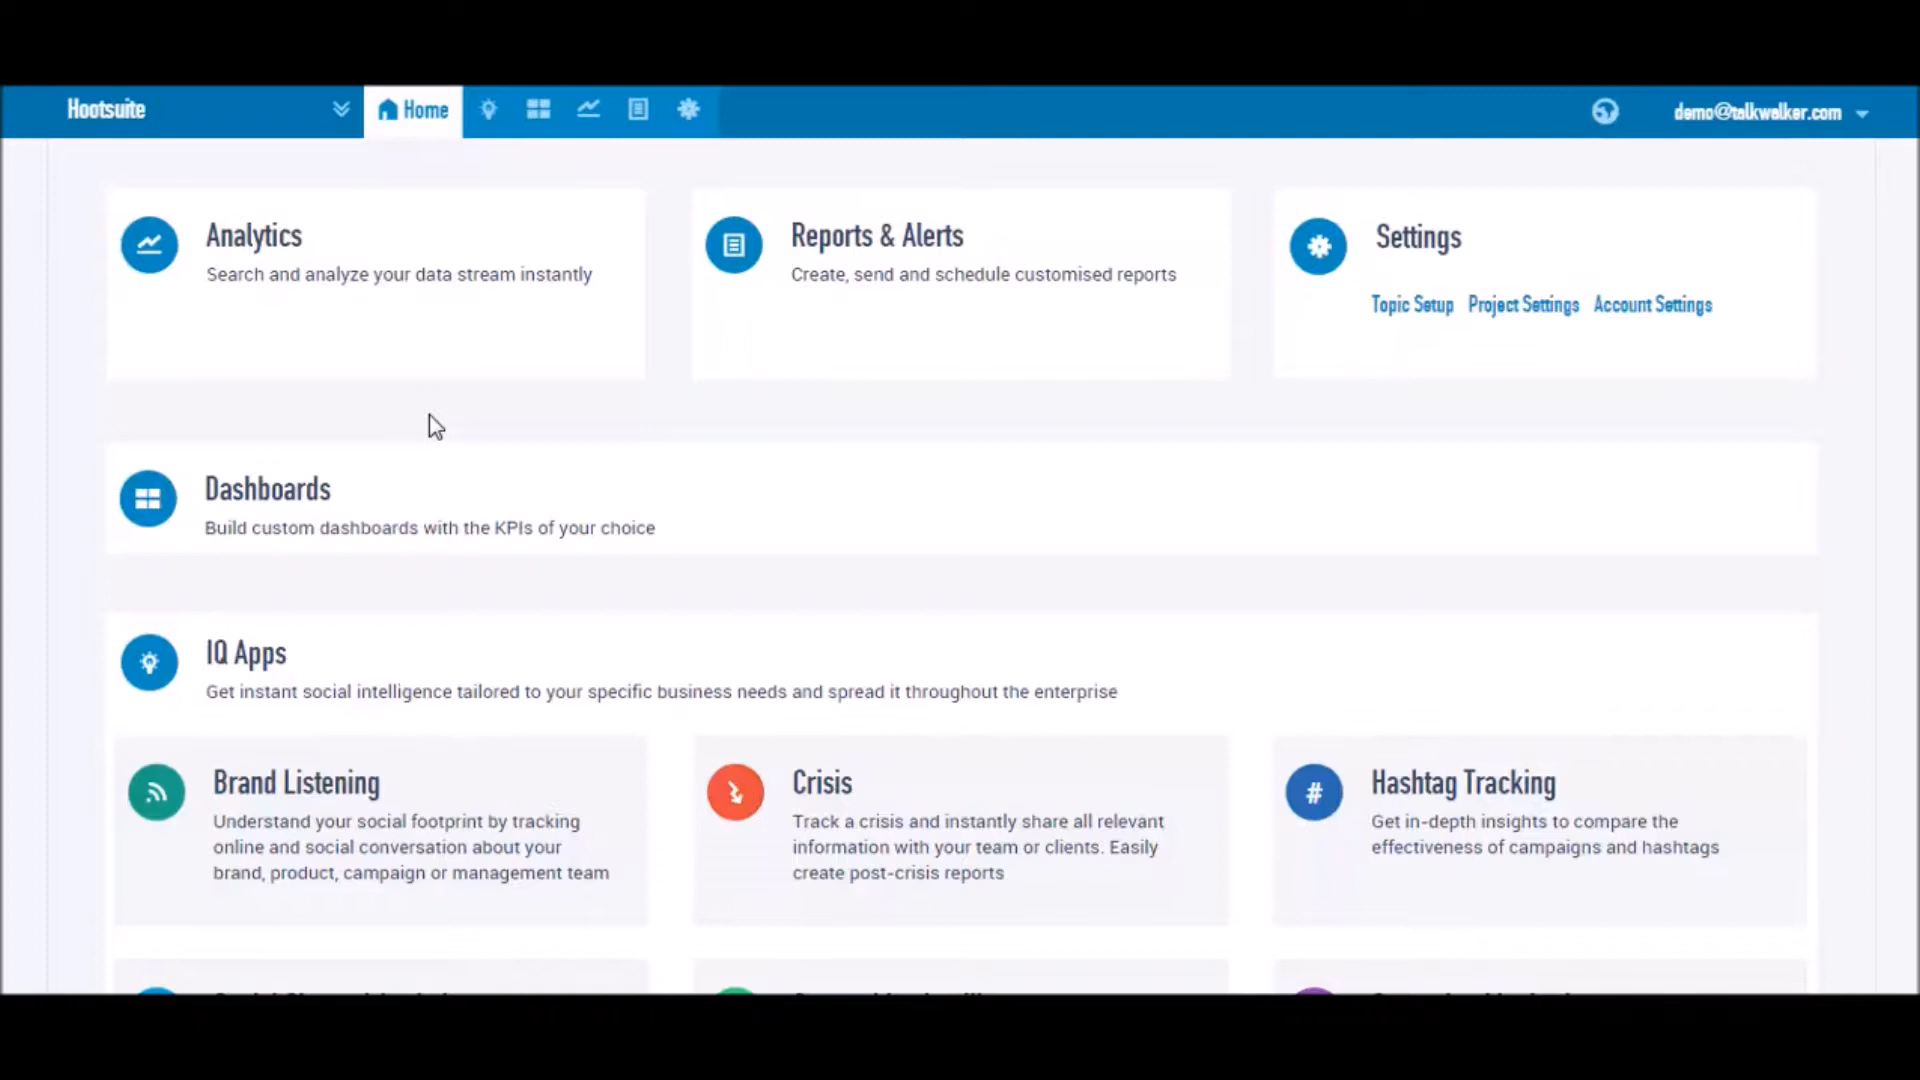 Hootsuite
Home
demo@talkwalker.com
Analytics
Search and analyze your data stream instantly
Reports & Alerts
Create, send and schedule customised reports
Settings
Topic Setup Project Settings Account Settings
Dashboards
Build custom dashboards with the KPIs of your choice
IQ Apps
Get instant social intelligence tailored to your specific business needs and spread it throughout the enterprise
Brand Listening
Understand your social footprint by tracking
online and social conversation about your
brand, product, campaign or management team
Crisis
Track a crisis and instantly share all relevant
information with your team or clients. Easily
create post-crisis reports
#
Hashtag Tracking
Get in-depth insights to compare the
effectiveness of campaigns and hashtags